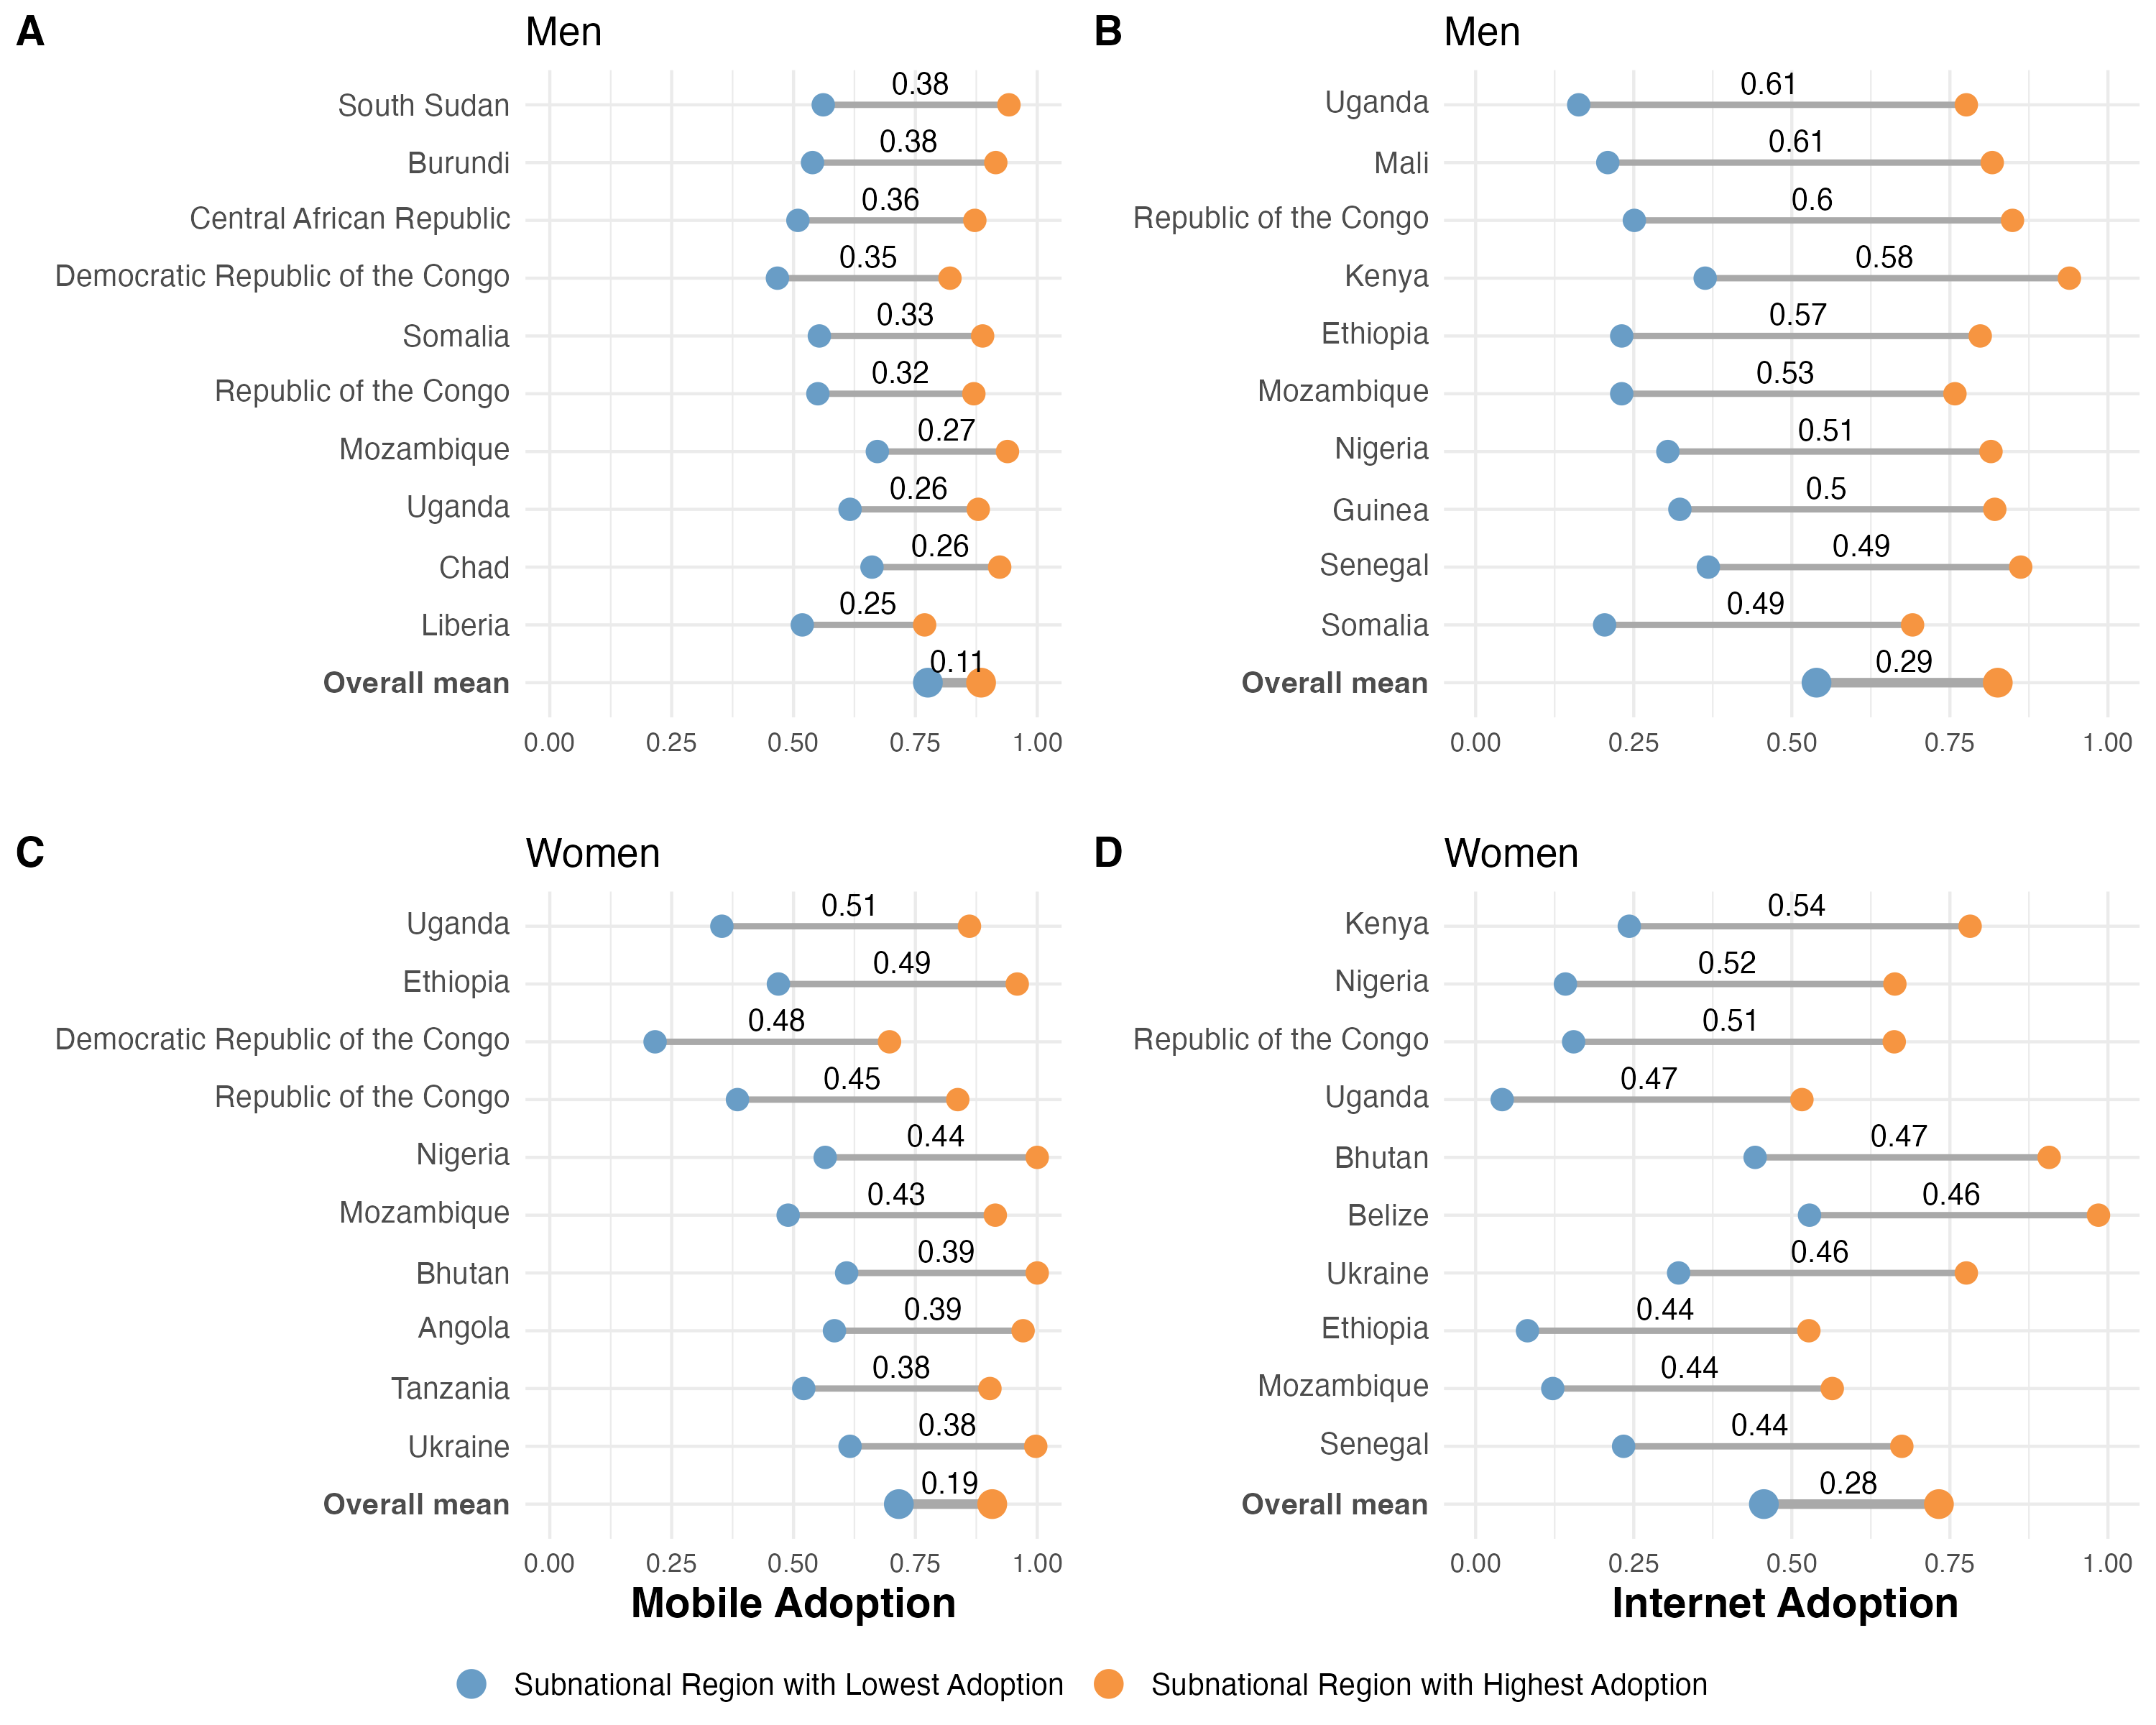 A
Men
South Sudan 0.38
Burundi 0.38
Central African Republic 0.36
Democratic Republic of the Congo 0.35
Somalia 0.33
Republic of the Congo 0.32
Mozambique 0.27
Uganda 0.26
Chad 0.26
Liberia 0.25
Overall mean 0.11
0.00 0.25 0.50 0.75 1.00
B
Men
Uganda 0.61
Mali 0.61
Republic of the Congo 0.6
Kenya 0.58
Ethiopia 0.57
Mozambique 0.53
Nigeria 0.51
Guinea 0.5
Senegal 0.49
Somalia 0.49
Overall mean 0.29
0.00 0.25 0.50 0.75 1.00
C
Women
Uganda 0.51
Ethiopia 0.49
Democratic Republic of the Congo 0.48
Republic of the Congo 0.45
Nigeria 0.44
Mozambique 0.43
Bhutan 0.39
Angola 0.39
Tanzania 0.38
Ukraine 0.38
Overall mean 0.19
0.00 0.25 0.50 0.75 1.00
Mobile Adoption
D
Women
Kenya 0.54
Nigeria 0.52
Republic of the Congo 0.51
Uganda 0.47
Bhutan 0.47
Belize 0.46
Ukraine 0.46
Ethiopia 0.44
Mozambique 0.44
Senegal 0.44
Overall mean 0.28
0.00 0.25 0.50 0.75 1.00
Internet Adoption
Subnational Region with Lowest Adoption
Subnational Region with Highest Adoption